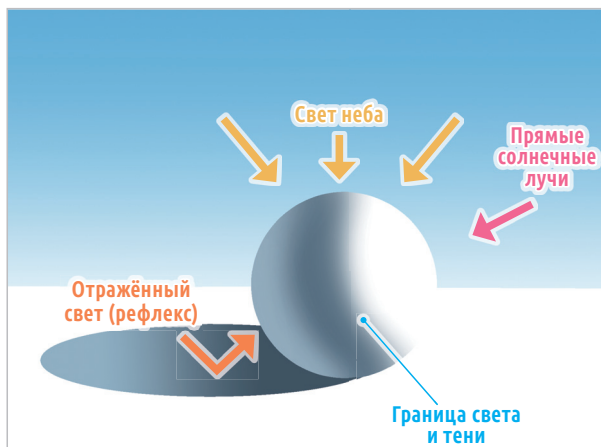 Свет неба
Прямые
солнечные
лучи
Отражённый
свет (рефлекс)
Граница света
и тени